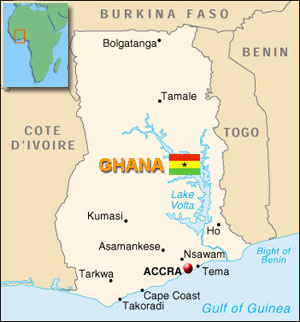 BURKINA FASO
Bolgatanga
BENIN
Tamale
COTE
D'IVOIRE
TOGO
GHANA
Lake
Volta
Kumasi
Ho
Asamankese
Nsawam
Bight of
Benin
ACCRA
Tema
Tarkwa
Cape Coast
Takoradi
Gulf of Guinea